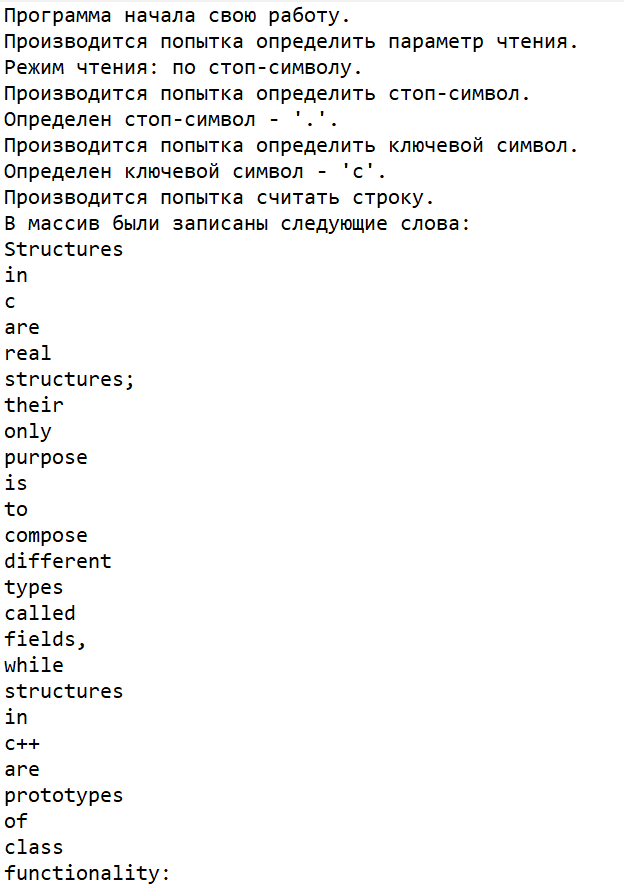 Программа начала свою работу.
Производится попытка определить параметр чтения.
Режим чтения: по стоп-символу.
Производится попытка определить стоп-символ.
Определен стоп-символ - '.'.
Производится попытка определить ключевой символ.
Определен ключевой символ - 'c'.
Производится попытка считать строку.
В массив были записаны следующие слова:
Structures
in
c
are
real
structures;
their
only
purpose
is
to
compose
different
types
called
fields,
while
structures
in
c++
are
prototypes
of
class
functionality: